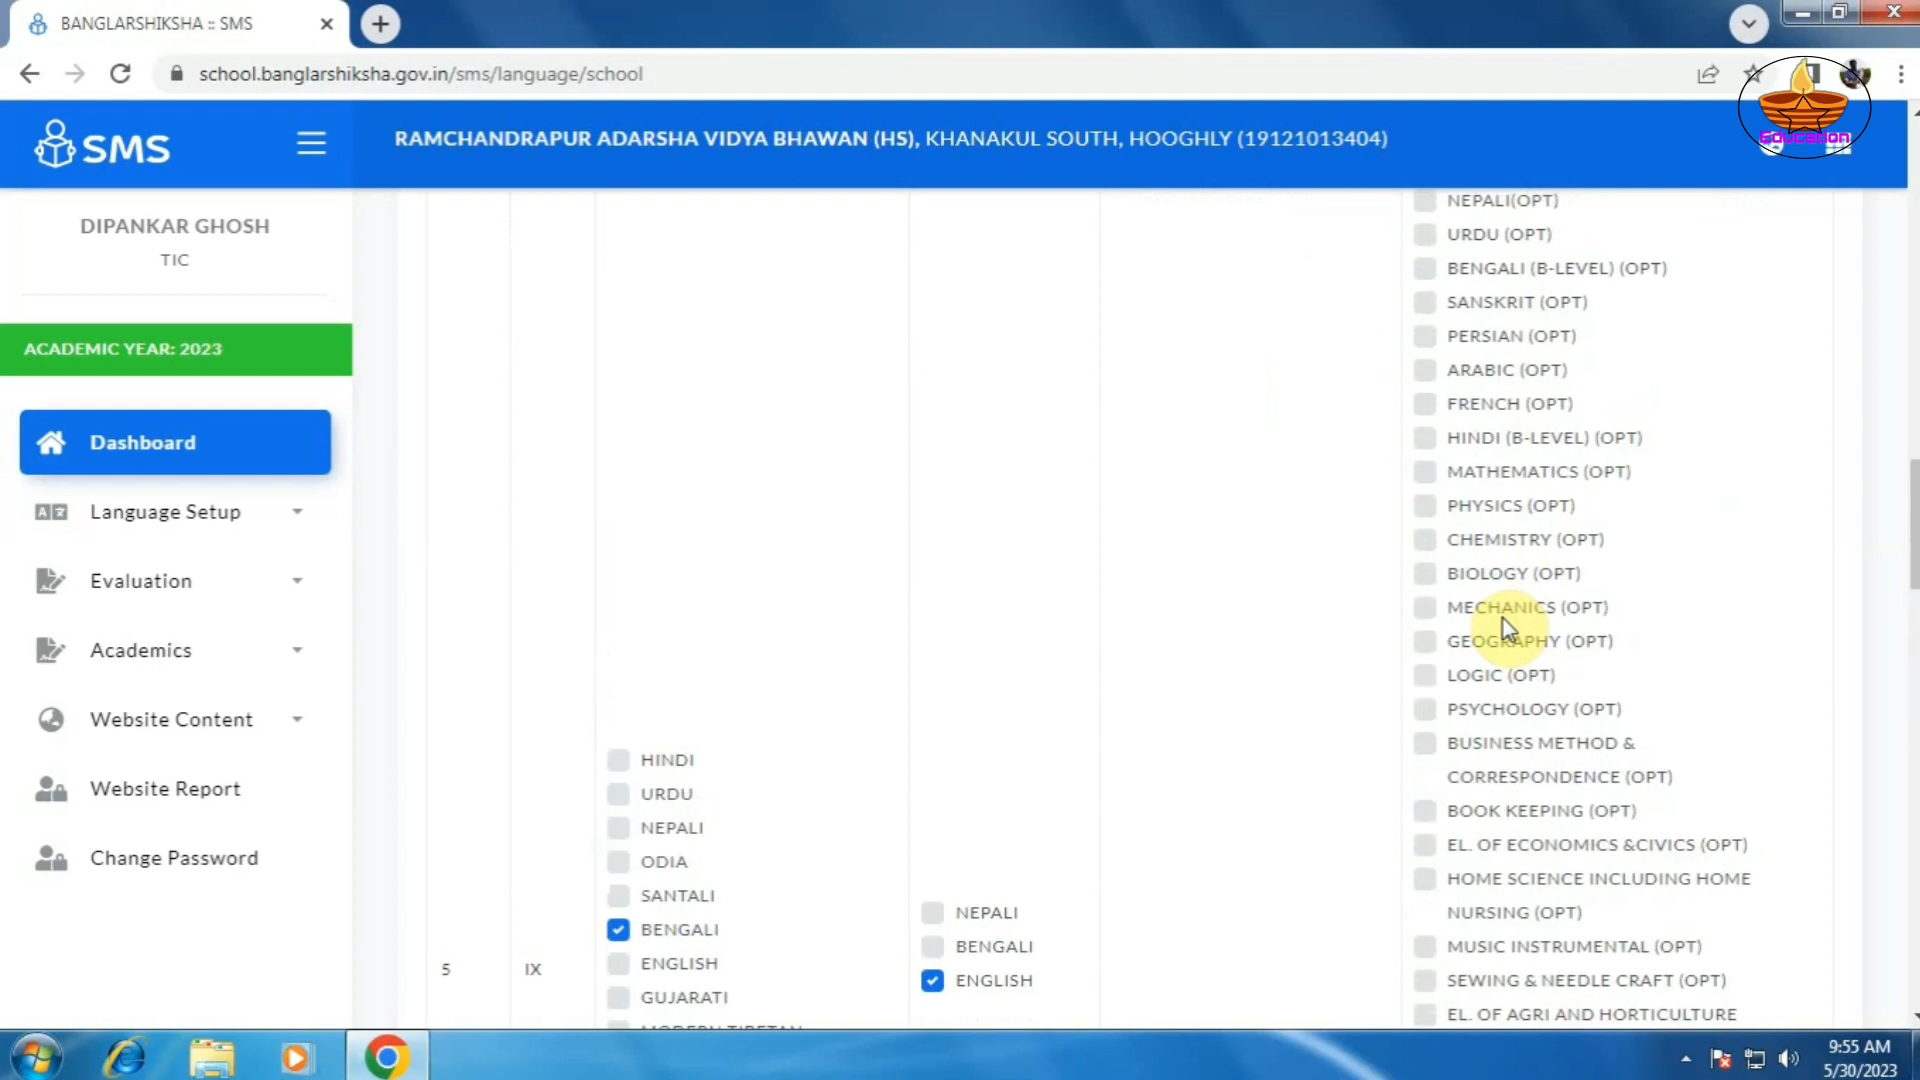 BANGLARSHIKSHA :: SMS
school.banglarshiksha.gov.in/sms/language/school
SMS
RAMCHANDRAPUR ADARSHA VIDYA BHAWAN (HS), KHANAKUL SOUTH, HOOGHLY (19121013404)
Education
DIPANKAR GHOSH
TIC
ACADEMIC YEAR: 2023
Dashboard
Language Setup
Evaluation
Academics
Website Content
Website Report
Change Password
5
IX
HINDI
URDU
NEPALI
ODIA
SANTALI
BENGALI
ENGLISH
GUJARATI
MODERN TIBETAN
NEPALI
BENGALI
ENGLISH
NEPALI(OPT)
URDU (OPT)
BENGALI (B-LEVEL) (OPT)
SANSKRIT (OPT)
PERSIAN (OPT)
ARABIC (OPT)
FRENCH (OPT)
HINDI (B-LEVEL) (OPT)
MATHEMATICS (OPT)
PHYSICS (OPT)
CHEMISTRY (OPT)
BIOLOGY (OPT)
MECHANICS (OPT)
GEOGRAPHY (OPT)
LOGIC (OPT)
PSYCHOLOGY (OPT)
BUSINESS METHOD &
CORRESPONDENCE (OPT)
BOOK KEEPING (OPT)
EL. OF ECONOMICS &CIVICS (OPT)
HOME SCIENCE INCLUDING HOME
NURSING (OPT)
MUSIC INSTRUMENTAL (OPT)
SEWING & NEEDLE CRAFT (OPT)
EL. OF AGRI AND HORTICULTURE
9:55 AM
5/30/2023